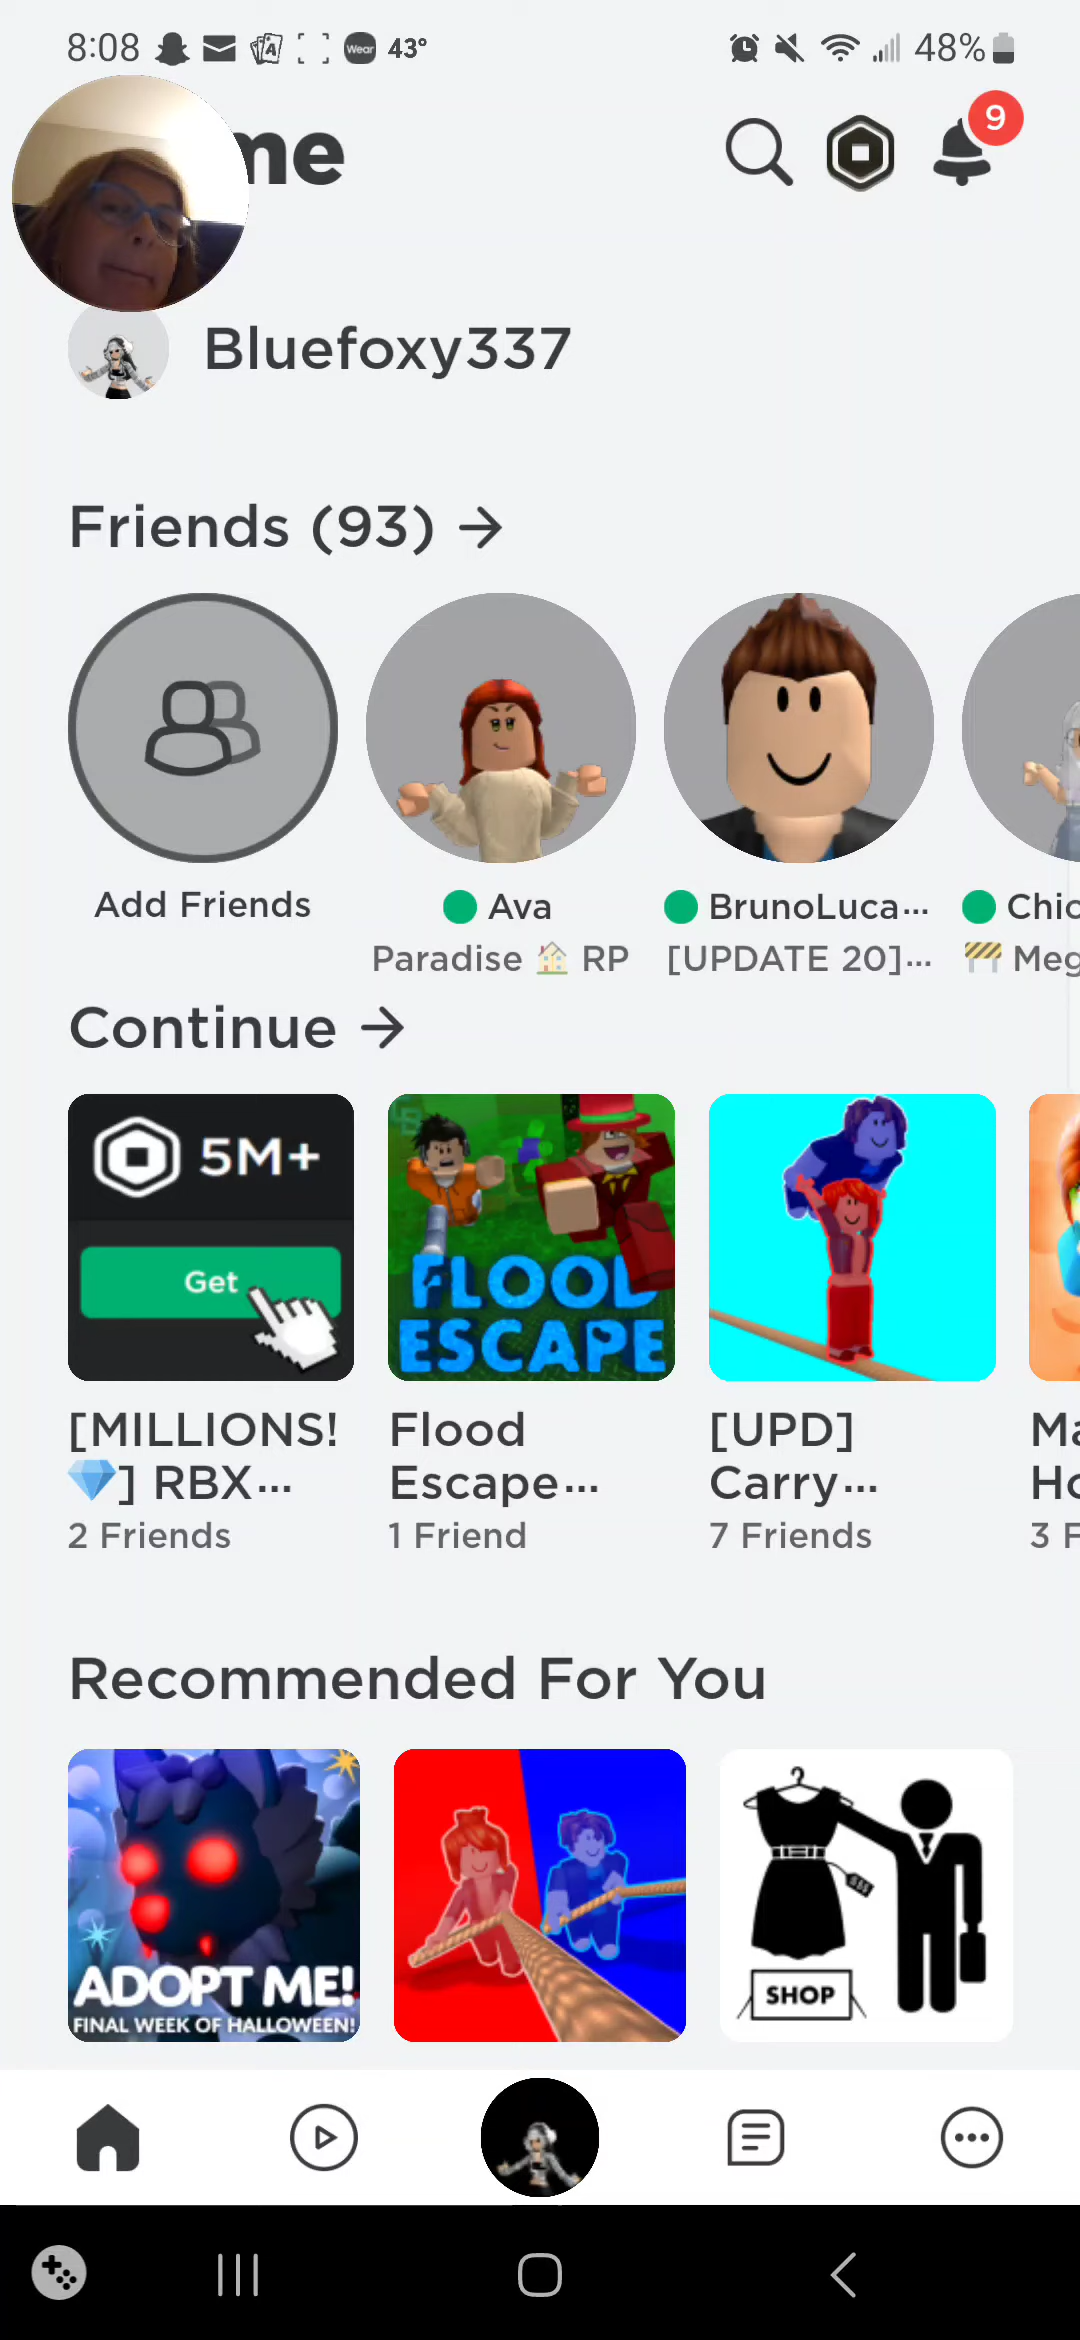 8:08 Wear 43° 48%
me
9
Bluefoxy337
Friends (93) →
Add Friends
Ava
BrunoLuca...
Chic
Paradise 🏠 RP
[UPDATE 20]...
🚧 Meg
Continue →
5M+
Get
FLOOD
ESCAPE
[MILLIONS!
💎] RBX...
2 Friends
Flood
Escape...
1 Friend
[UPD]
Carry...
7 Friends
Ma
Ho
3 F
Recommended For You
ADOPT ME!
FINAL WEEK OF HALLOWEEN!
$$$
SHOP